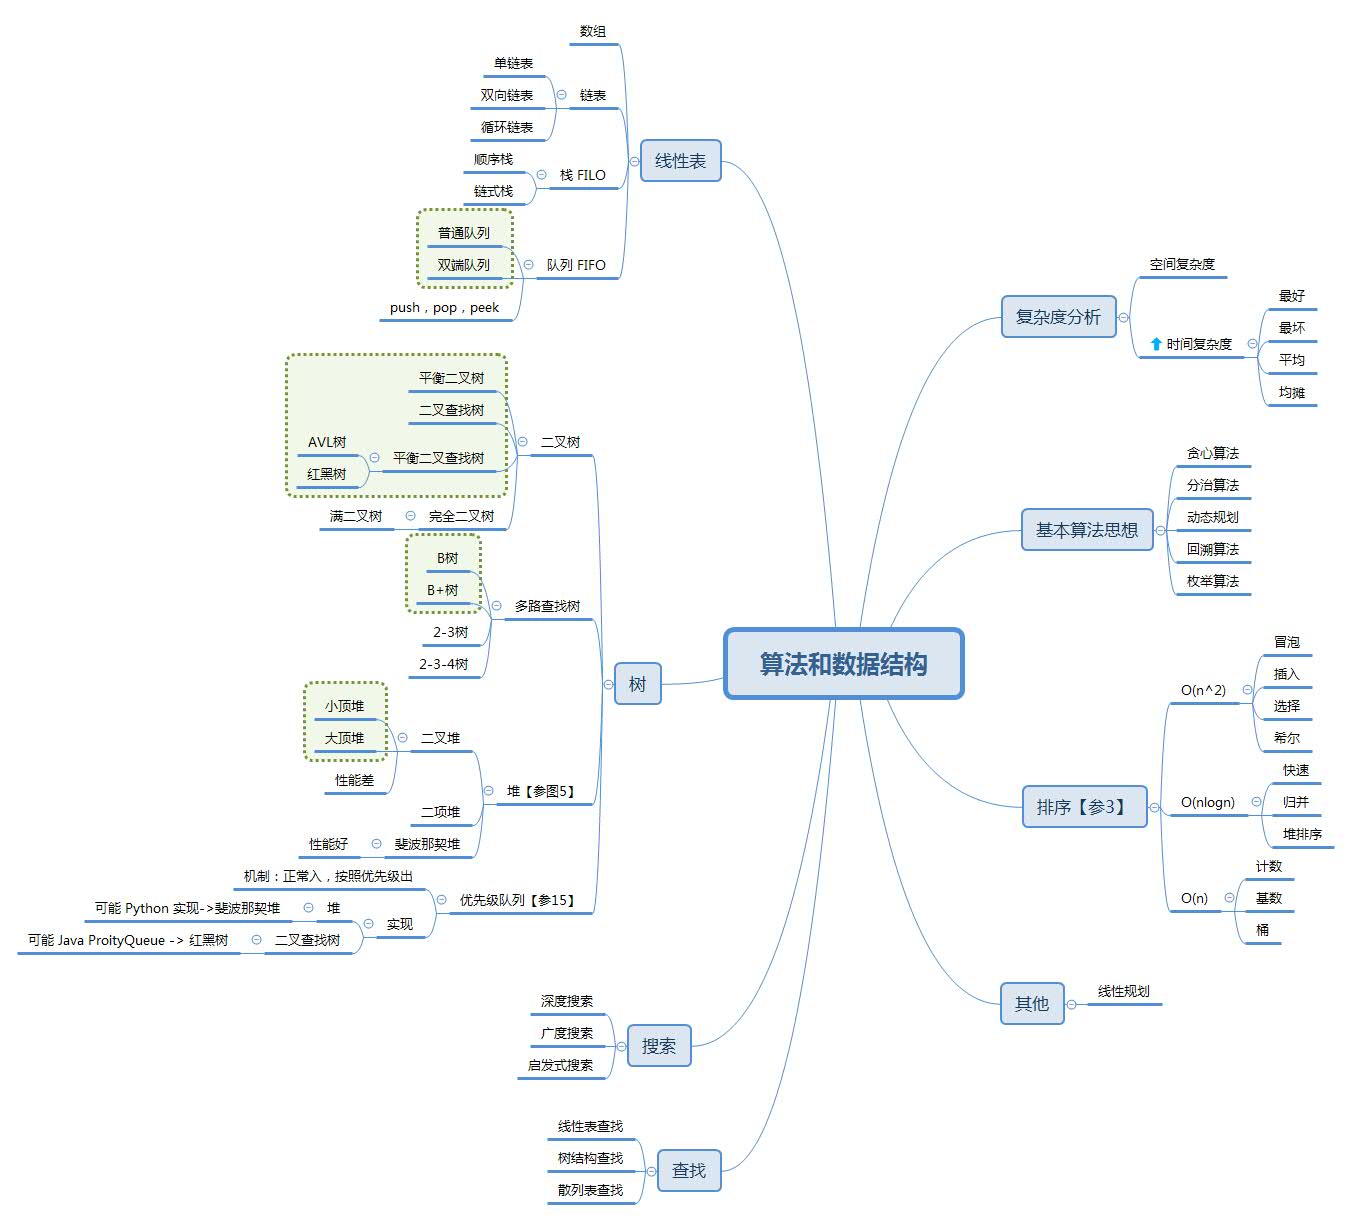 算法和数据结构
线性表
数组
链表
单链表
双向链表
循环链表
栈 FILO
顺序栈
链式栈
队列 FIFO
普通队列
双端队列
push，pop，peek
树
二叉树
平衡二叉树
二叉查找树
平衡二叉查找树
AVL树
红黑树
完全二叉树
满二叉树
多路查找树
B树
B+树
2-3树
2-3-4树
堆【参图5】
二叉堆
小顶堆
大顶堆
性能差
二项堆
斐波那契堆
性能好
优先级队列【参15】
机制：正常入，按照优先级出
实现
堆
可能 Python 实现->斐波那契堆
二叉查找树
可能 Java ProityQueue -> 红黑树
搜索
深度搜索
广度搜索
启发式搜索
查找
线性表查找
树结构查找
散列表查找
复杂度分析
空间复杂度
时间复杂度
最好
最坏
平均
均摊
基本算法思想
贪心算法
分治算法
动态规划
回溯算法
枚举算法
排序【参3】
O(n^2)
冒泡
插入
选择
希尔
O(nlogn)
快速
归并
堆排序
O(n)
计数
基数
桶
其他
线性规划